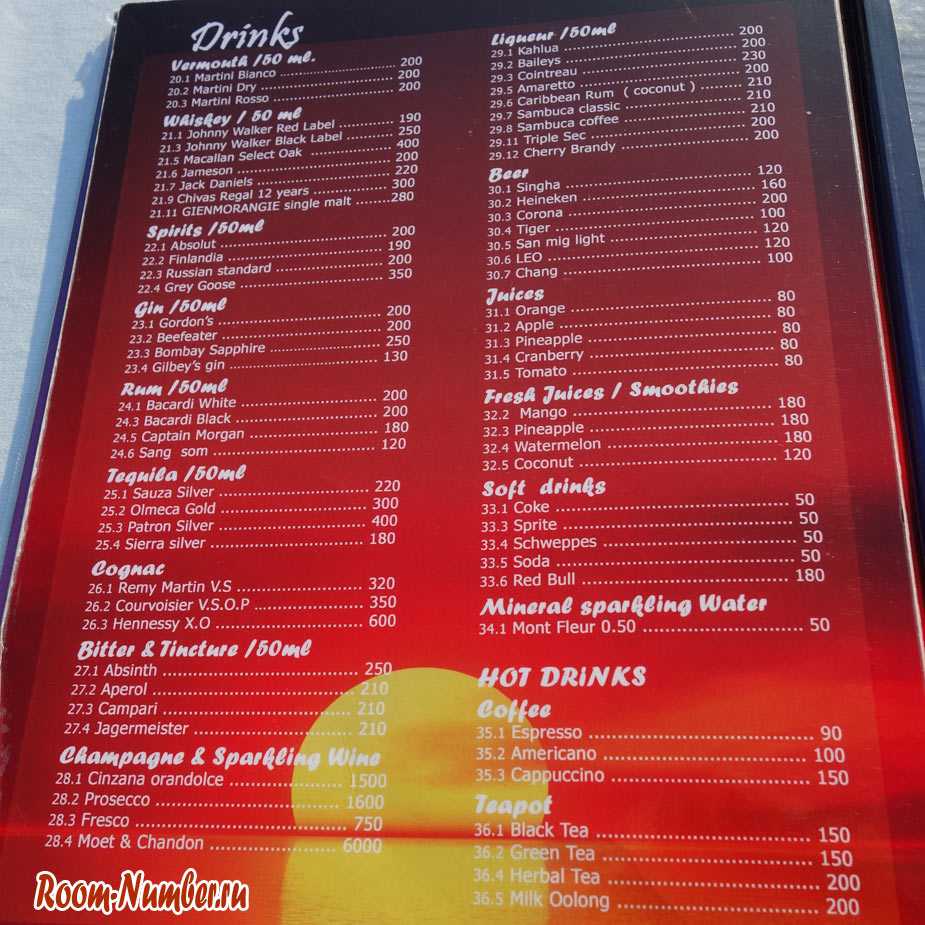 Drinks
Vermouth /50 ml.
20.1 Martini Bianco ........ 200
20.2 Martini Dry ........ 200
20.3 Martini Rosso ........ 200
Whiskey / 50 ml
21.1 Johnny Walker Red Label ........ 190
21.3 Johnny Walker Black Label ........ 250
21.5 Macallan Select Oak ........ 400
21.6 Jameson ........ 200
21.7 Jack Daniels ........ 220
21.9 Chivas Regal 12 years ........ 300
21.11 GIENMORANGIE single malt ........ 280
Spirits /50ml
22.1 Absolut ........ 200
22.2 Finlandia ........ 190
22.3 Russian standard ........ 200
22.4 Grey Goose ........ 350
Gin /50ml
23.1 Gordon's ........ 200
23.2 Beefeater ........ 200
23.3 Bombay Sapphire ........ 250
23.4 Gilbey's gin ........ 130
Rum /50ml
24.1 Bacardi White ........ 200
24.3 Bacardi Black ........ 200
24.5 Captain Morgan ........ 180
24.6 Sang som ........ 120
Tequila /50ml
25.1 Sauza Silver ........ 220
25.2 Olmeca Gold ........ 300
25.3 Patron Silver ........ 400
25.4 Sierra silver ........ 180
Cognac
26.1 Remy Martin V.S ........ 320
26.2 Courvoisier V.S.O.P ........ 350
26.3 Hennessy X.O ........ 600
Bitter & Tincture /50ml
27.1 Absinth ........ 250
27.2 Aperol ........ 210
27.3 Campari ........ 210
27.4 Jagermeister ........ 210
Champagne & Sparkling Wine
28.1 Cinzana orandolce ........ 1500
28.2 Prosecco ........ 1600
28.3 Fresco ........ 750
28.4 Moet & Chandon ........ 6000
Liqueur /50ml
29.1 Kahlua ........ 200
29.2 Baileys ........ 200
29.3 Cointreau ........ 230
29.5 Amaretto ........ 200
29.6 Caribbean Rum ( coconut ) ........ 210
29.7 Sambuca classic ........ 210
29.8 Sambuca coffee ........ 210
29.11 Triple Sec ........ 200
29.12 Cherry Brandy ........ 200
Beer
30.1 Singha ........ 120
30.2 Heineken ........ 160
30.3 Corona ........ 200
30.4 Tiger ........ 100
30.5 San mig light ........ 120
30.6 LEO ........ 120
30.7 Chang ........ 100
Juices
31.1 Orange ........ 80
31.2 Apple ........ 80
31.3 Pineapple ........ 80
31.4 Cranberry ........ 80
31.5 Tomato ........ 80
Fresh Juices / Smoothies
32.2 Mango ........ 180
32.3 Pineapple ........ 180
32.4 Watermelon ........ 180
32.5 Coconut ........ 120
Soft drinks
33.1 Coke ........ 50
33.3 Sprite ........ 50
33.4 Schweppes ........ 50
33.5 Soda ........ 50
33.6 Red Bull ........ 180
Mineral sparkling Water
34.1 Mont Fleur 0.50 ........ 50
HOT DRiNKS
Coffee
35.1 Espresso ........ 90
35.2 Americano ........ 100
35.3 Cappuccino ........ 150
Teapot
36.1 Black Tea ........ 150
36.2 Green Tea ........ 150
36.4 Herbal Tea ........ 200
36.5 Milk Oolong ........ 200
Room-Number.ru